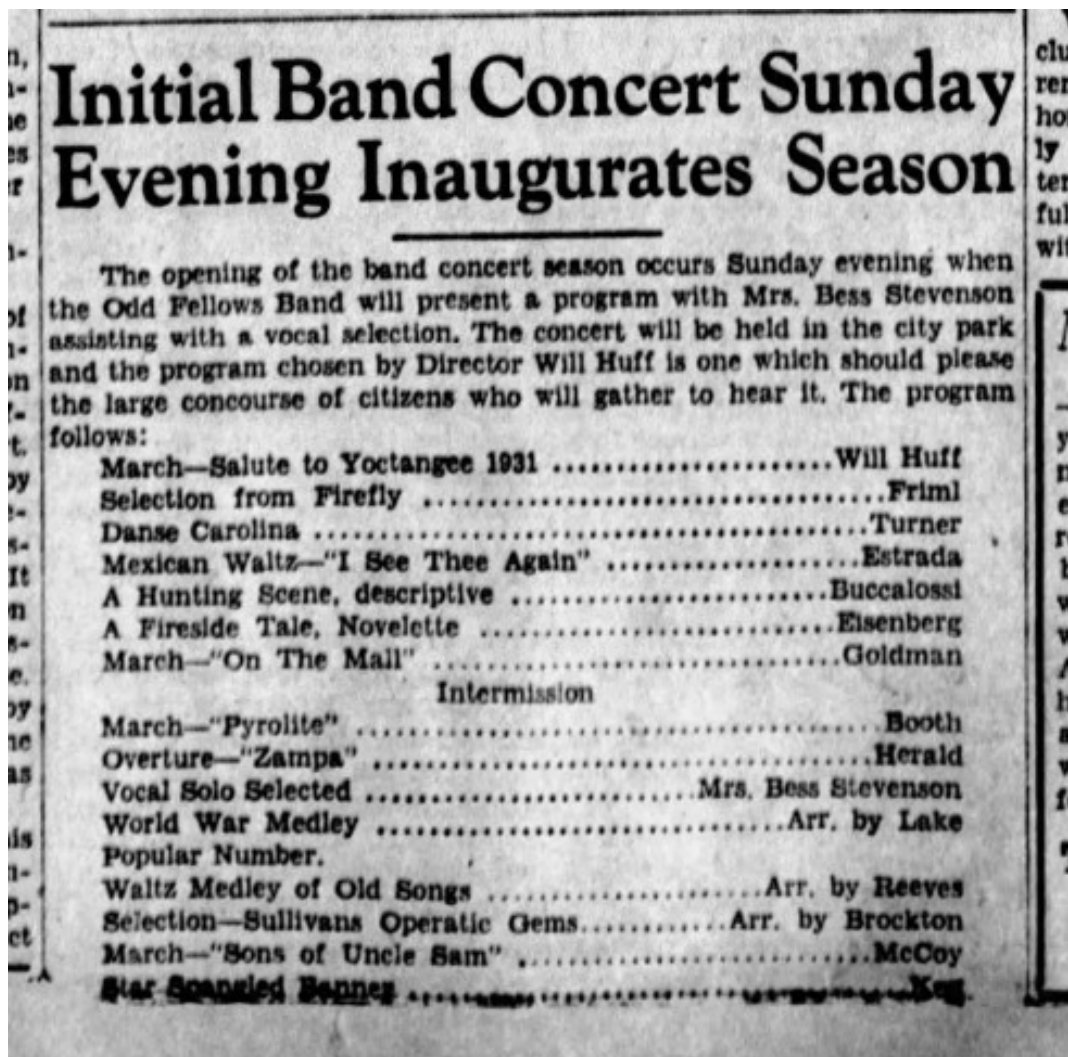 Initial Band Concert Sunday
Evening Inaugurates Season
The opening of the band concert season occurs Sunday evening when
the Odd Fellows Band will present a program with Mrs. Bess Stevenson
assisting with a vocal selection. The concert will be held in the city park
and the program chosen by Director Will Huff is one which should please
the large concourse of citizens who will gather to hear it. The program
follows:
March—Salute to Yoctangee 1931 ......................Will Huff
Selection from Firefly ....................................Friml
Danse Carolina ...........................................Turner
Mexican Waltz—"I See Thee Again" ....................Estrada
A Hunting Scene, descriptive .........................Buccalossi
A Fireside Tale, Novelette ............................Eisenberg
March—"On The Mall" ................................Goldman
Intermission
March—"Pyrolite" .........................................Booth
Overture—"Zampa" .......................................Herald
Vocal Solo Selected ..........................Mrs. Bess Stevenson
World War Medley ................................Arr. by Lake
Popular Number.
Waltz Medley of Old Songs ......................Arr. by Reeves
Selection—Sullivans Operatic Gems............Arr. by Brockton
March—"Sons of Uncle Sam" ............................McCoy
Star Spangled Banner ........................................Key